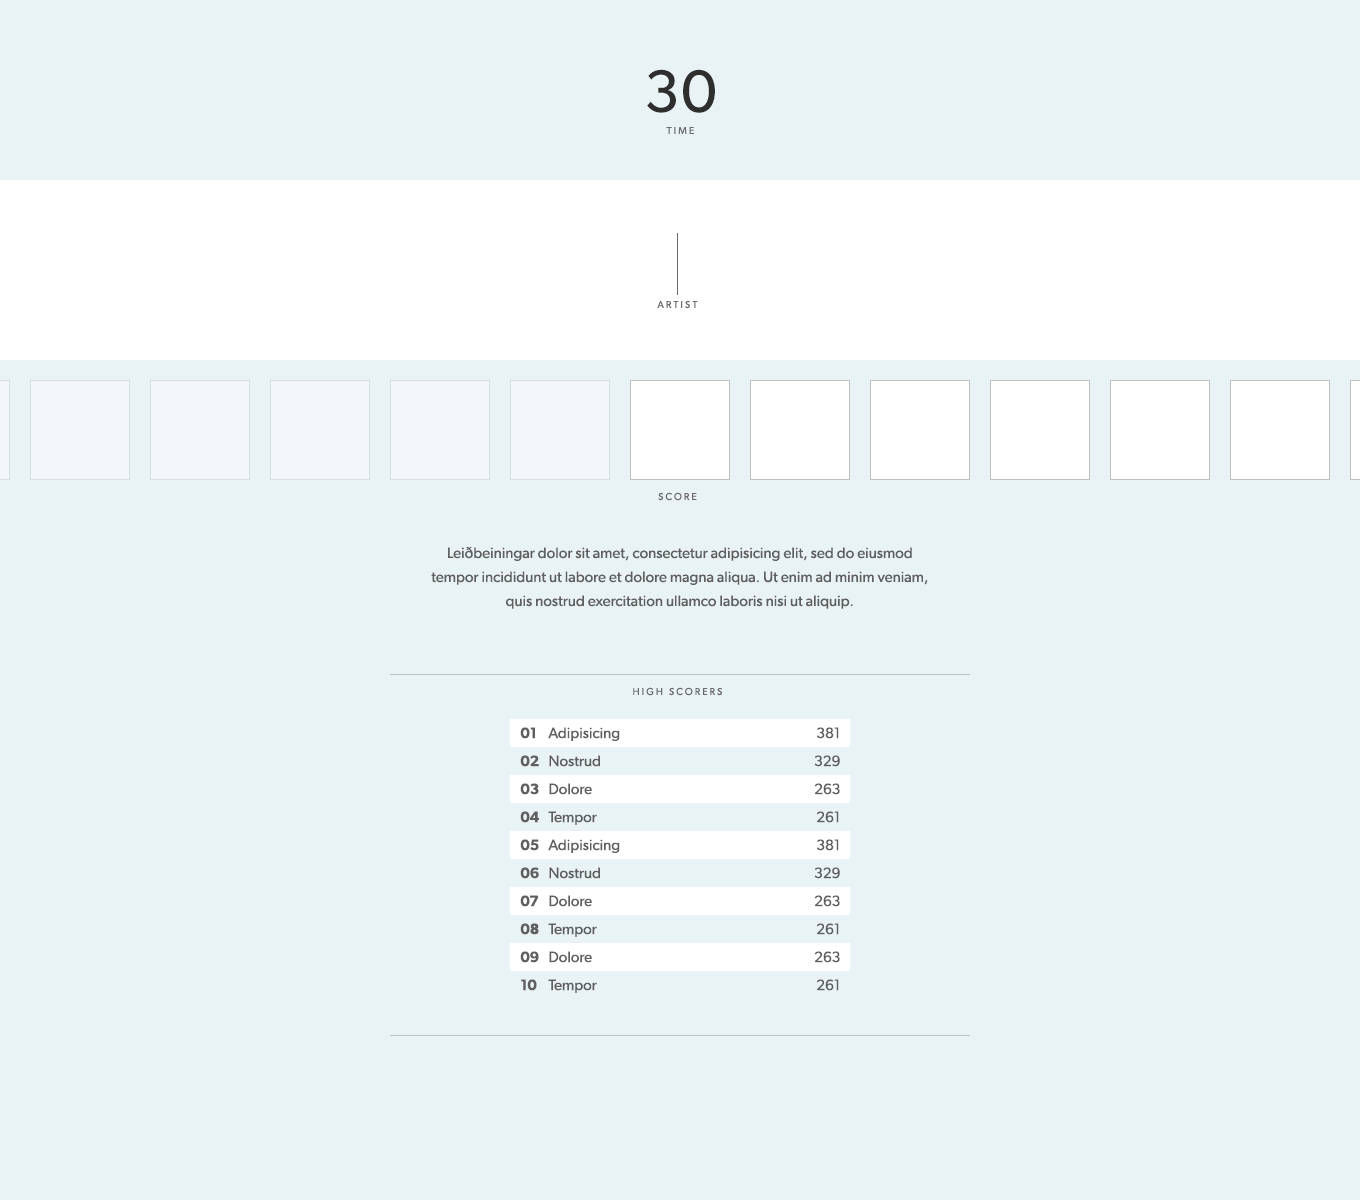 30
TIME
ARTIST
SCORE
Leiðbeiningar dolor sit amet, consectetur adipisicing elit, sed do eiusmod
tempor incididunt ut labore et dolore magna aliqua. Ut enim ad minim veniam,
quis nostrud exercitation ullamco laboris nisi ut aliquip.
HIGH SCORERS
01 Adipisicing 381
02 Nostrud 329
03 Dolore 263
04 Tempor 261
05 Adipisicing 381
06 Nostrud 329
07 Dolore 263
08 Tempor 261
09 Dolore 263
10 Tempor 261